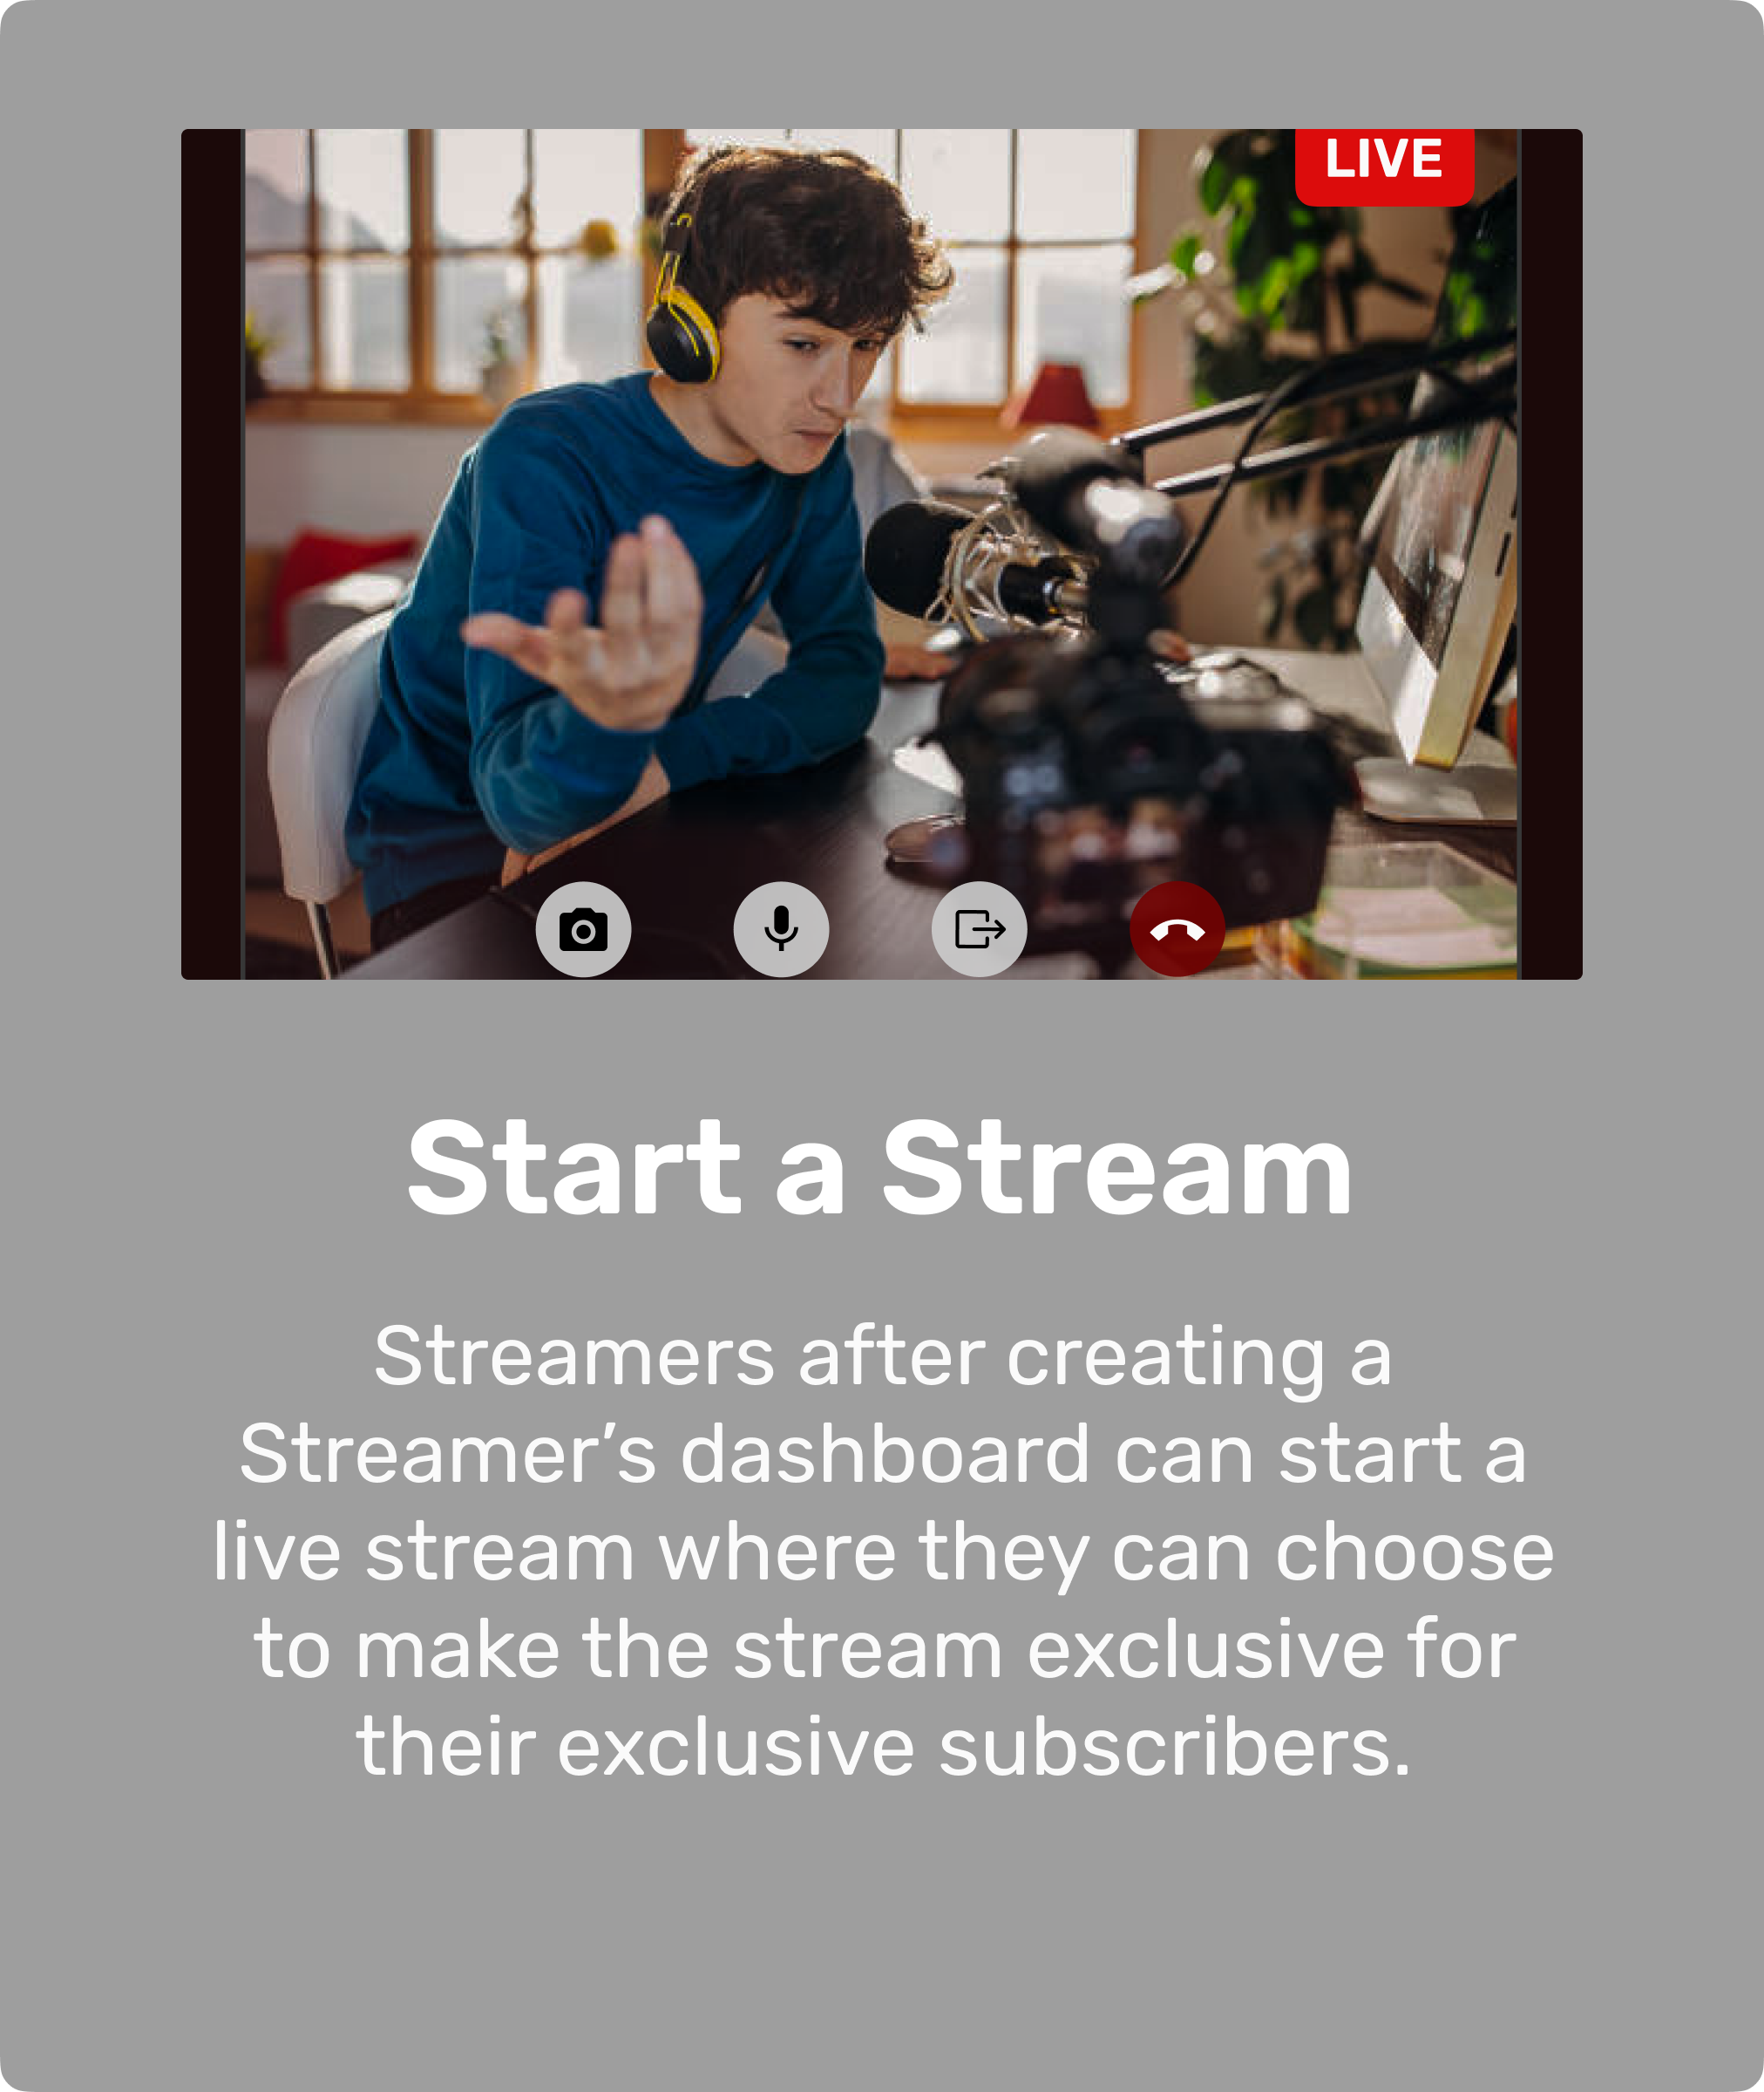 LIVE
Start a Stream
Streamers after creating a
Streamer’s dashboard can start a
live stream where they can choose
to make the stream exclusive for
their exclusive subscribers.